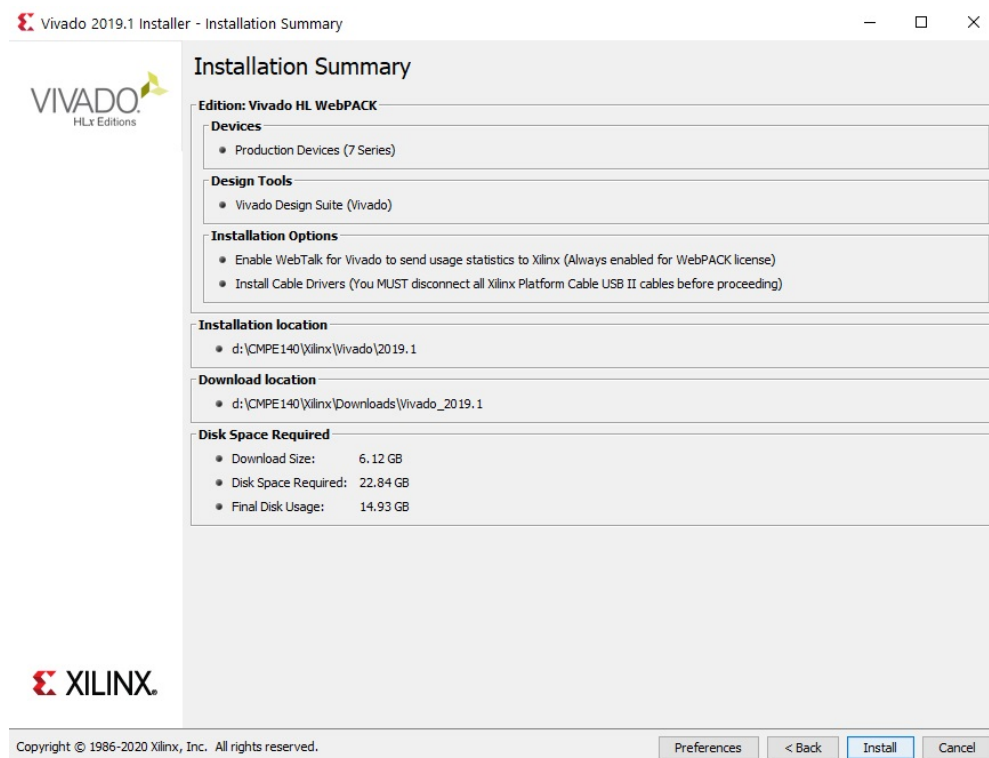 Vivado 2019.1 Installer - Installation Summary
VIVADO.
HLx Editions
Installation Summary
Edition: Vivado HL WebPACK
Devices
Production Devices (7 Series)
Design Tools
Vivado Design Suite (Vivado)
Installation Options
Enable WebTalk for Vivado to send usage statistics to Xilinx (Always enabled for WebPACK license)
Install Cable Drivers (You MUST disconnect all Xilinx Platform Cable USB II cables before proceeding)
Installation location
d:\CMPE140\Xilinx\Vivado\2019.1
Download location
d:\CMPE140\Xilinx\Downloads\Vivado_2019.1
Disk Space Required
Download Size: 6.12 GB
Disk Space Required: 22.84 GB
Final Disk Usage: 14.93 GB
XILINX®
Copyright © 1986-2020 Xilinx, Inc. All rights reserved.
Preferences < Back Install Cancel